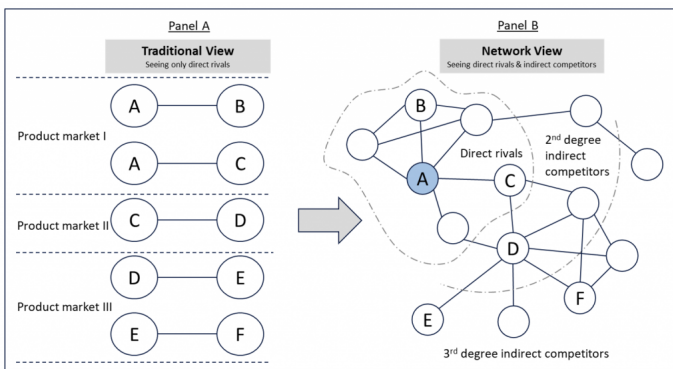 Panel A
Traditional View
Seeing only direct rivals
Product market I
A
B
A
C
Product market II
C
D
Product market III
D
E
E
F
Panel B
Network View
Seeing direct rivals & indirect competitors
B
Direct rivals
2nd degree
indirect
competitors
A
C
D
F
E
3rd degree indirect competitors